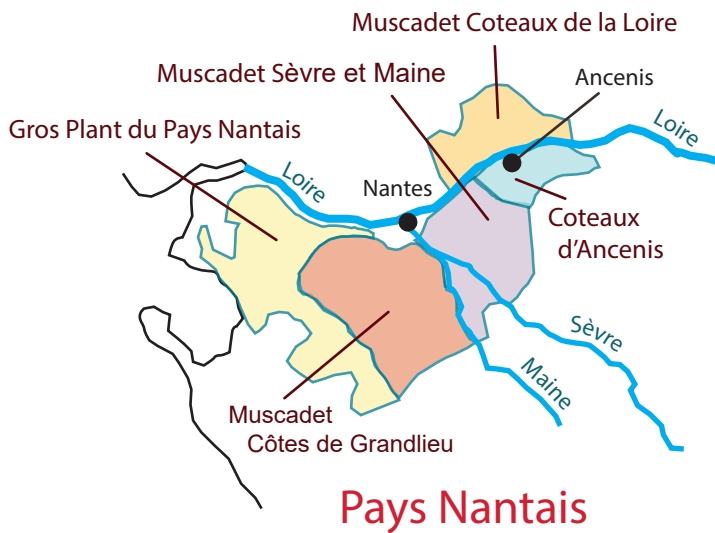 Muscadet Coteaux de la Loire
Muscadet Sèvre et Maine
Ancenis
Gros Plant du Pays Nantais
Loire
Loire
Nantes
Coteaux
d'Ancenis
Sèvre
Maine
Muscadet
Côtes de Grandlieu
Pays Nantais